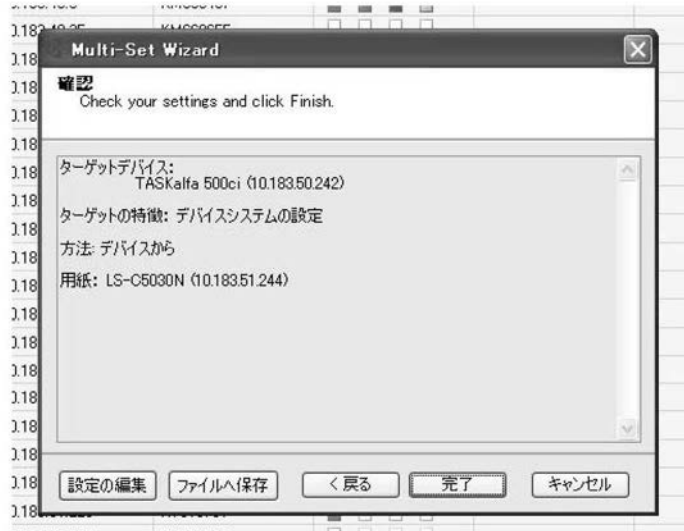 Multi-Set Wizard
確認
Check your settings and click Finish.
ターゲットデバイス:
TASKalfa 500ci (10.183.50.242)
ターゲットの特徴: デバイスシステムの設定
方法: デバイスから
用紙: LS-C5030N (10.183.51.244)
設定の編集 ファイルへ保存 < 戻る 完了 キャンセル